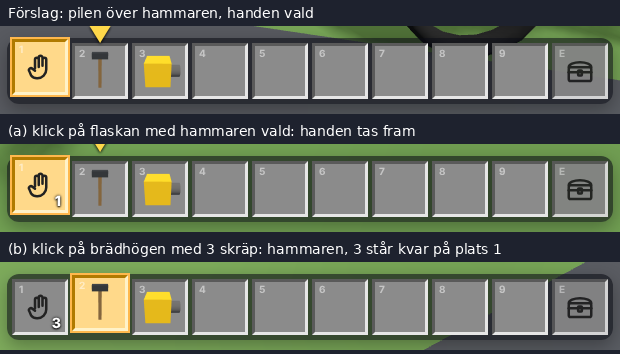 Förslag: pilen över hammaren, handen vald
1 2 3 4 5 6 7 8 9 E
(a) klick på flaskan med hammaren vald: handen tas fram
1 2 3 4 5 6 7 8 9 E
1
(b) klick på brädhögen med 3 skräp: hammaren, 3 står kvar på plats 1
1 2 3 4 5 6 7 8 9 E
3